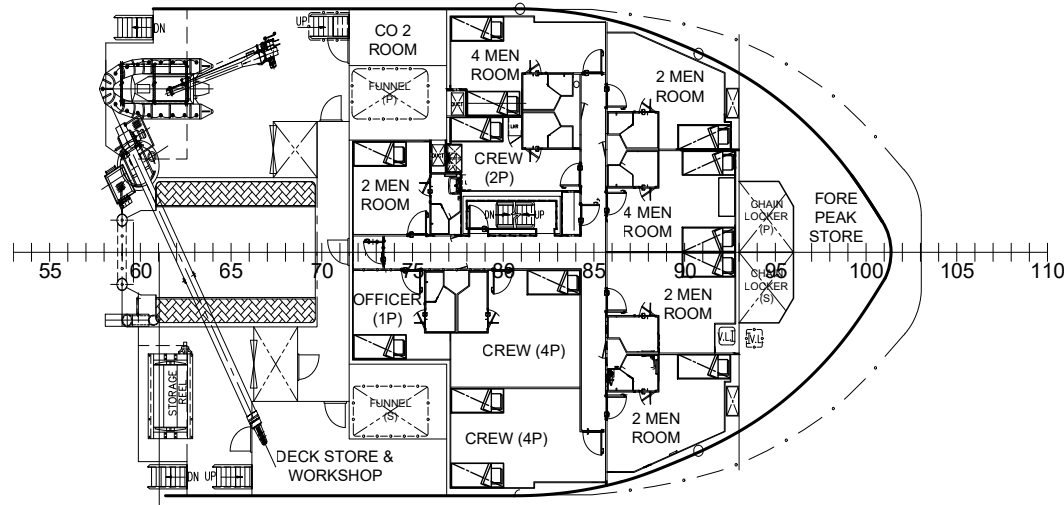 DN
UP
CO 2
ROOM
4 MEN
ROOM
2 MEN
ROOM
FUNNEL
(P)
CREW
(2P)
2 MEN
ROOM
DN
UP
4 MEN
ROOM
CHAIN
LOCKER
(P)
FORE
PEAK
STORE
55
60
65
70
75
80
85
90
95
100
105
110
CHAIN
LOCKER
(S)
OFFICER
(1P)
2 MEN
ROOM
CREW (4P)
V.L.
STORAGE
REEL
FUNNEL
(S)
2 MEN
ROOM
CREW (4P)
DECK STORE &
WORKSHOP
DN UP